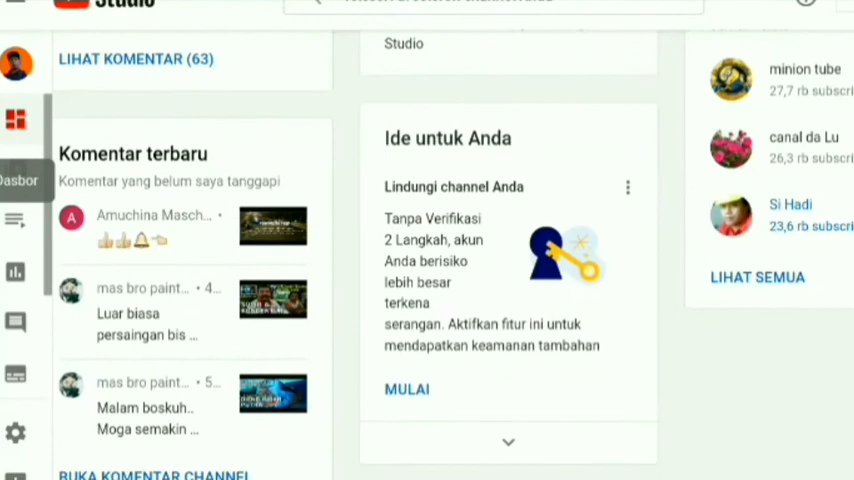 Studio
LIHAT KOMENTAR (63)
Studio
Dasbor
Komentar terbaru
Komentar yang belum saya tanggapi
A
Amuchina Masch... •
mas bro paint... • 4...
Luar biasa
persaingan bis ...
mas bro paint... • 5...
Malam boskuh..
Moga semakin ...
BUKA KOMENTAR CHANNEL
Ide untuk Anda
Lindungi channel Anda
Tanpa Verifikasi
2 Langkah, akun
Anda berisiko
lebih besar
terkena
serangan. Aktifkan fitur ini untuk
mendapatkan keamanan tambahan
MULAI
minion tube
27,7 rb subscri
canal da Lu
26,3 rb subscri
Si Hadi
23,6 rb subscri
LIHAT SEMUA